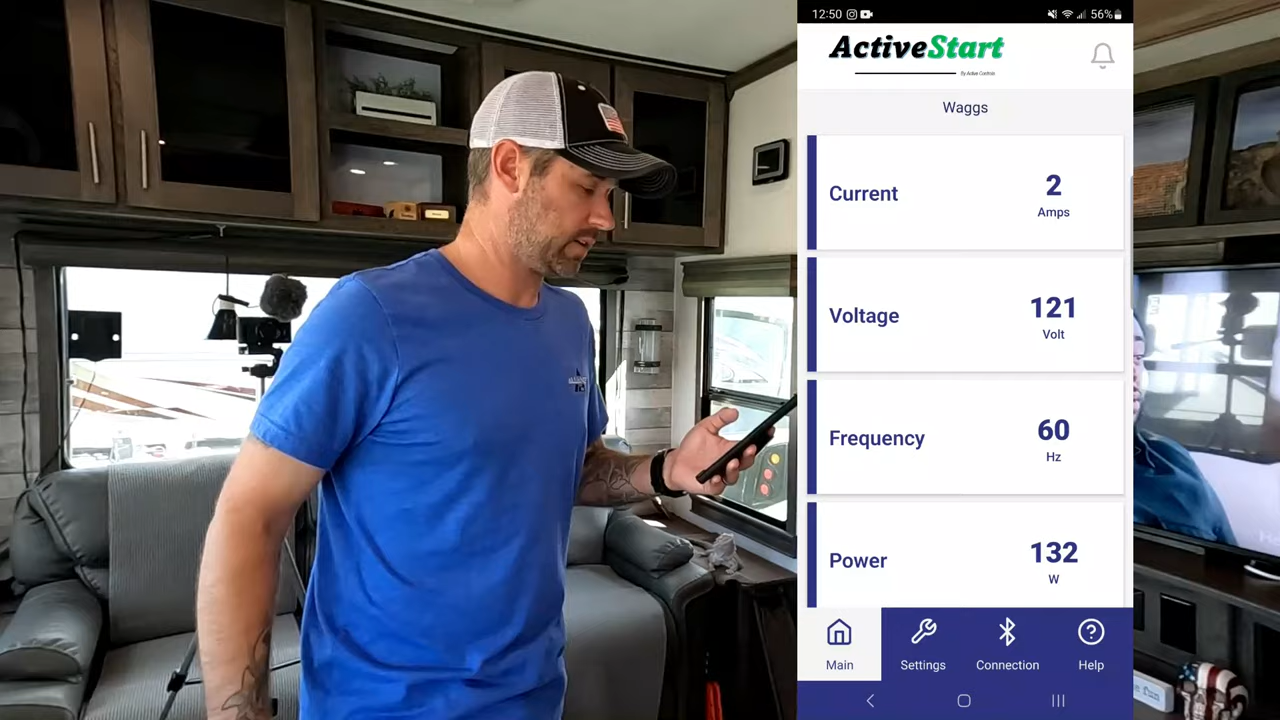 12:50
56%
ActiveStart
By Active Controls
Waggs
Current
2
Amps
Voltage
121
Volt
Frequency
60
Hz
Power
132
W
Main
Settings
Connection
Help